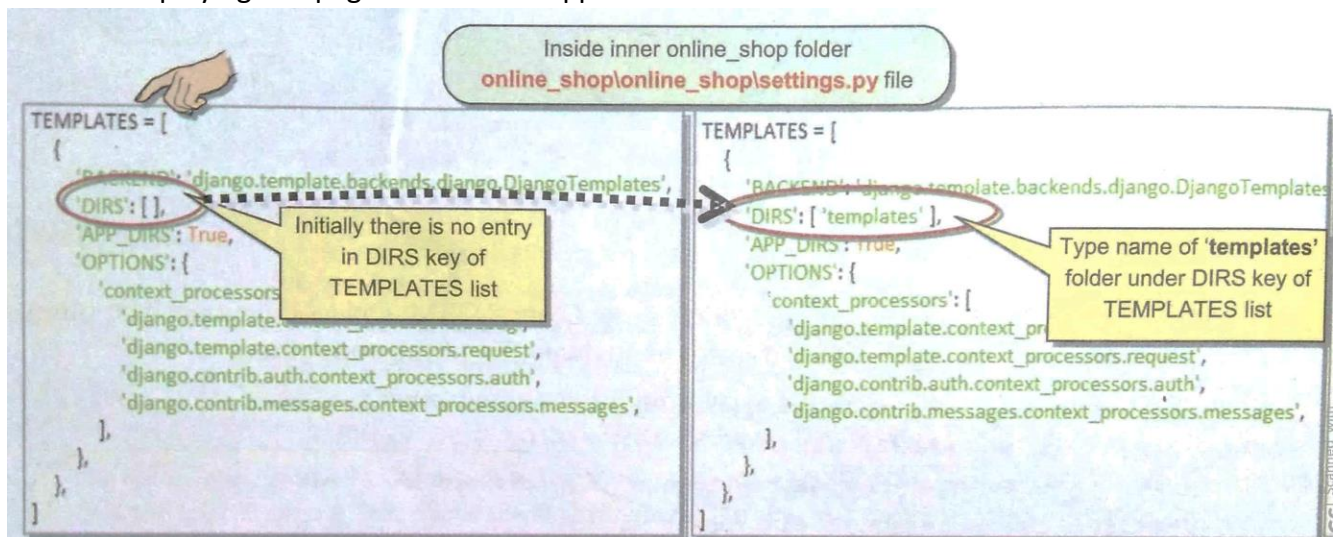 Inside inner online_shop folder
online_shop\online_shop\settings.py file
TEMPLATES = [
{
'BACKEND': 'django.template.backends.django.DjangoTemplates',
'DIRS': [ ],
'APP_DIRS': True,
'OPTIONS': {
'context_processors
'django.template.
'django.template.context_processors.request',
'django.contrib.auth.context_processors.auth',
'django.contrib.messages.context_processors.messages',
],
},
},
]
Initially there is no entry
in DIRS key of
TEMPLATES list
TEMPLATES = [
{
'BACKEND': 'django.template.backends.django.DjangoTemplates
'DIRS': [ 'templates' ],
'APP_DIRS': True,
'OPTIONS': {
'context_processors': [
'django.template.context_pr
'django.template.context_processors.request',
'django.contrib.auth.context_processors.auth',
'django.contrib.messages.context_processors.messages',
],
},
},
]
Type name of 'templates'
folder under DIRS key of
TEMPLATES list